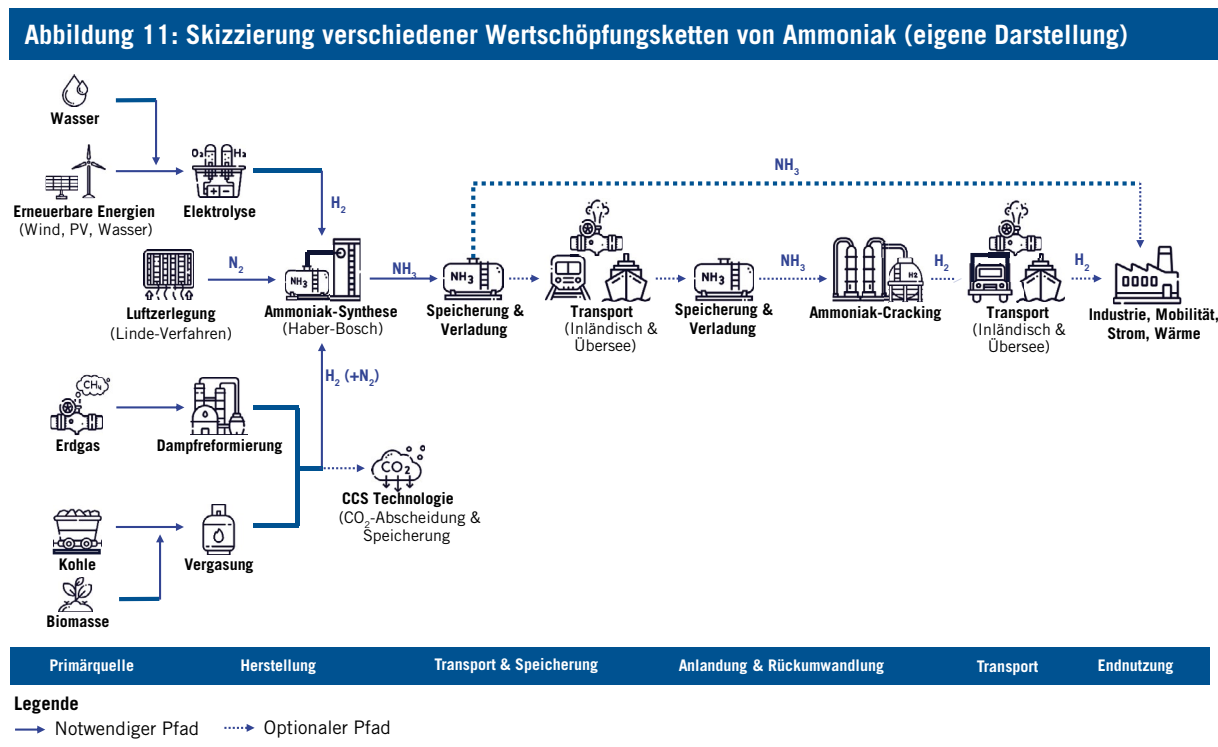 Abbildung 11: Skizzierung verschiedener Wertschöpfungsketten von Ammoniak (eigene Darstellung)
Wasser
O₂ H₂
Erneuerbare Energien
(Wind, PV, Wasser)
Elektrolyse
H₂
NH₃
Luftzerlegung
(Linde-Verfahren)
N₂
NH₃
Ammoniak-Synthese
(Haber-Bosch)
NH₃
NH₃
Speicherung &
Verladung
Transport
(Inländisch &
Übersee)
NH₃
Speicherung &
Verladung
NH₃
H2
Ammoniak-Cracking
H₂
Transport
(Inländisch &
Übersee)
H₂
Industrie, Mobilität,
Strom, Wärme
H₂ (+N₂)
CH₄
Erdgas
Dampfreformierung
CO₂
CCS Technologie
(CO₂-Abscheidung &
Speicherung
Kohle
Vergasung
Biomasse
Primärquelle Herstellung Transport & Speicherung Anlandung & Rückumwandlung Transport Endnutzung
Legende
Notwendiger Pfad Optionaler Pfad